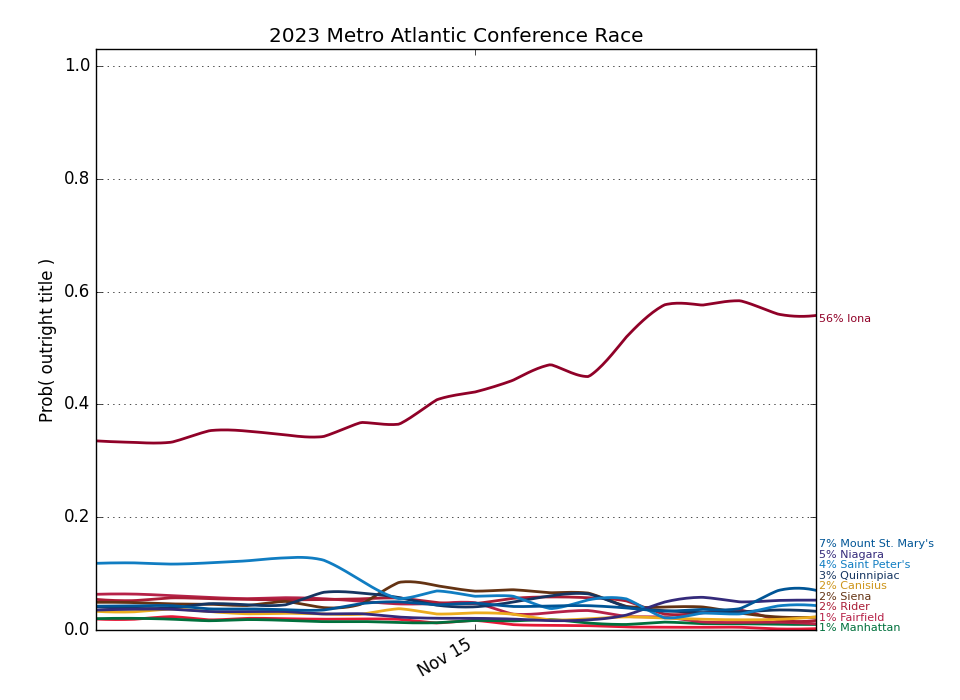 2023 Metro Atlantic Conference Race
Prob( outright title )
1.0
0.8
0.6
0.4
0.2
0.0
Nov 15
56% Iona
7% Mount St. Mary's
5% Niagara
4% Saint Peter's
3% Quinnipiac
2% Canisius
2% Siena
2% Rider
1% Fairfield
1% Manhattan